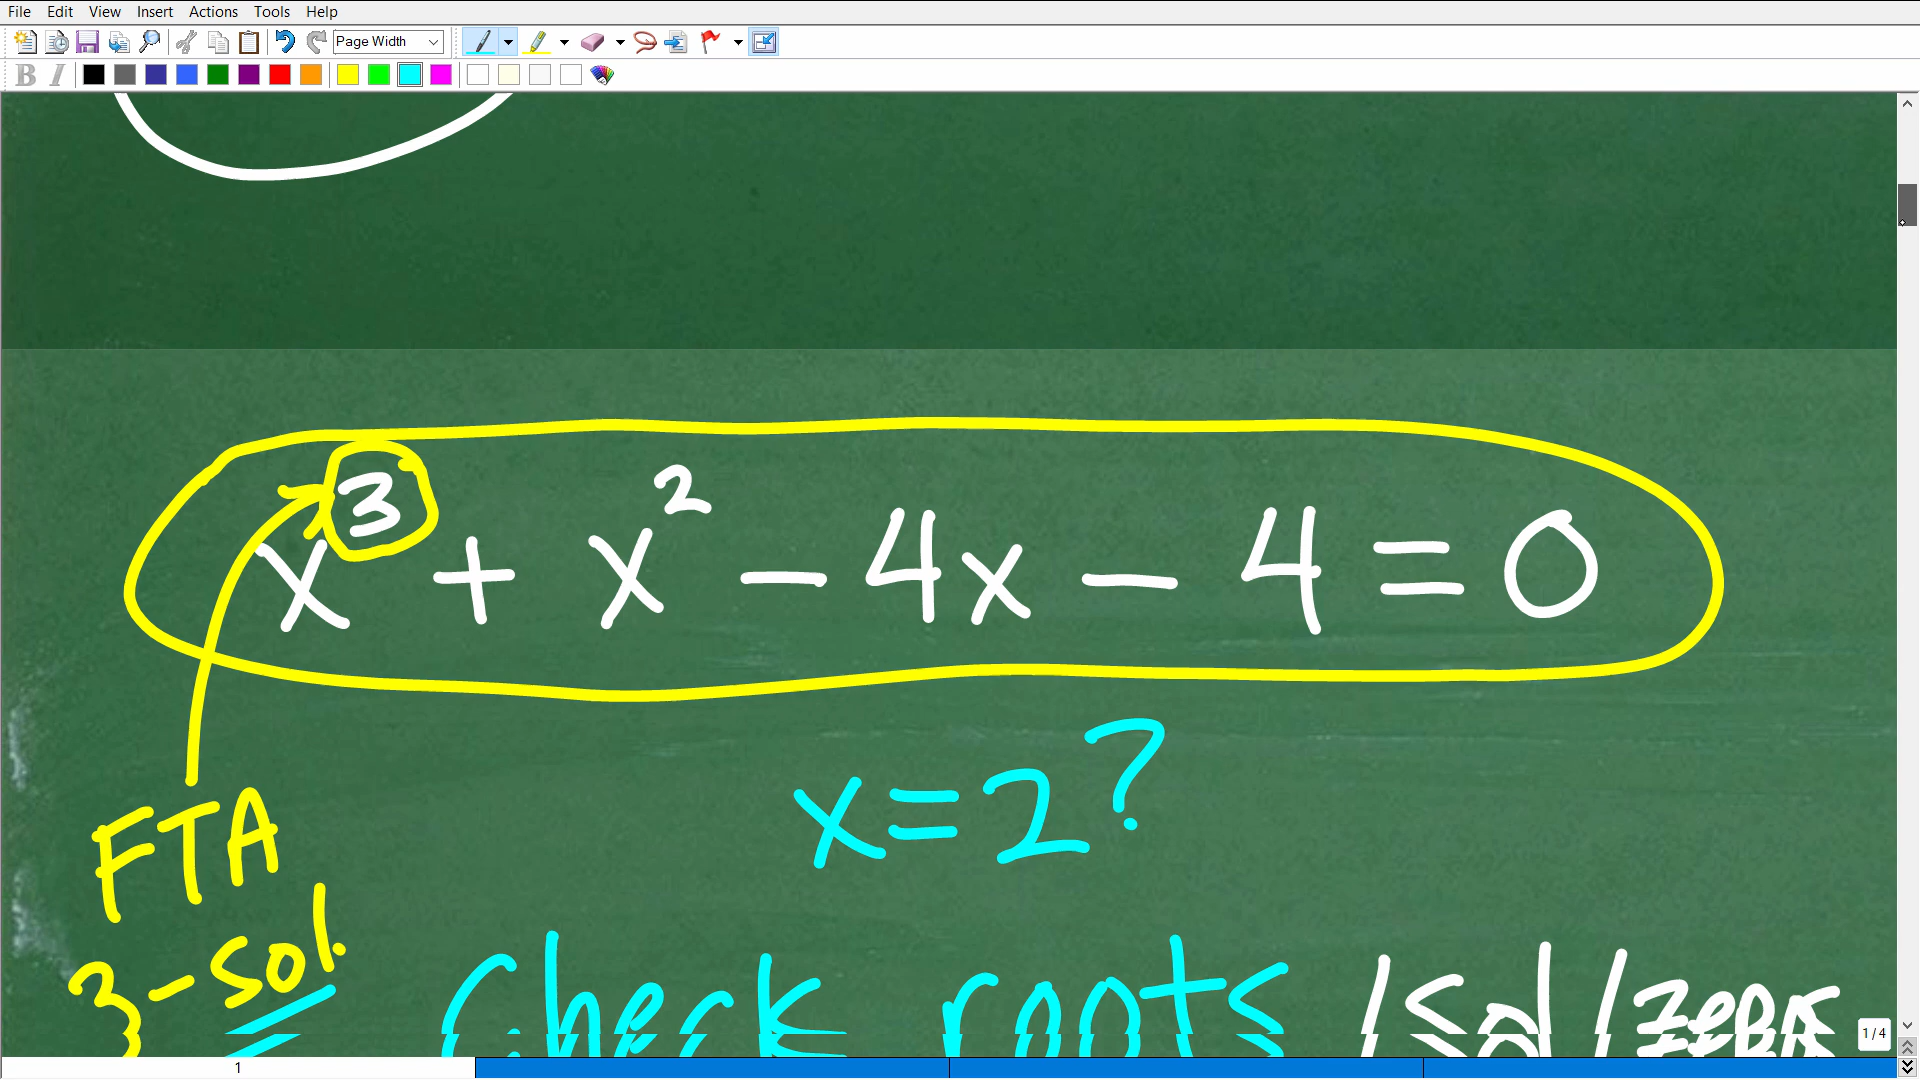 File Edit View Insert Actions Tools Help
Page Width
B I
x³ + x² - 4x - 4 = 0
x=2?
FTA
3-sol.
Check roots /sol/zeros
1 / 4
1